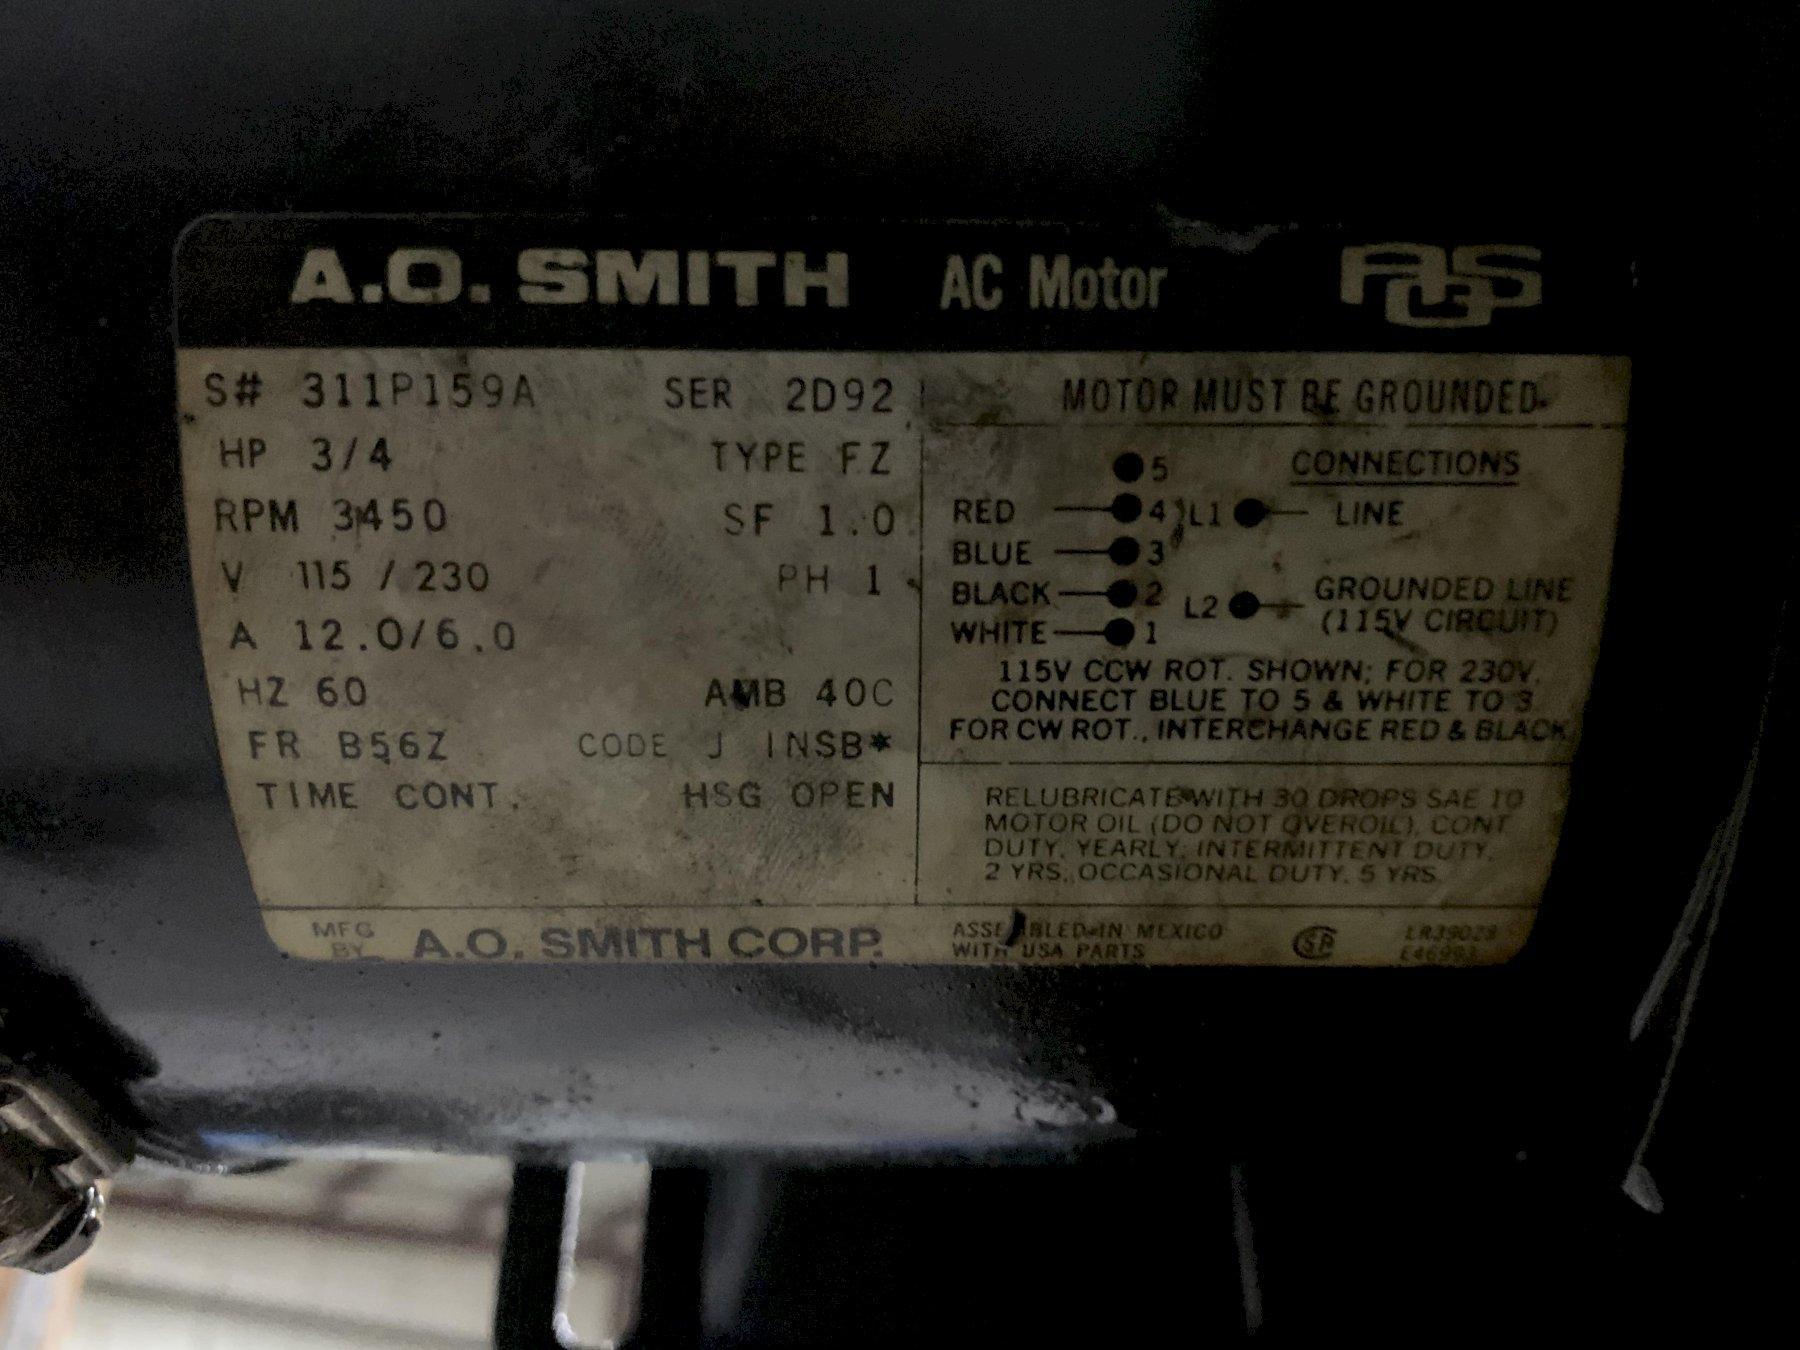 A.O. SMITH AC Motor AOS
S# 311P159A SER 2D92
HP 3/4 TYPE FZ
RPM 3450 SF 1.0
V 115 / 230 PH 1
A 12.0/6.0
HZ 60 AMB 40C
FR B56Z CODE J INSB*
TIME CONT. HSG OPEN
MFG
BY A.O. SMITH CORP.
MOTOR MUST BE GROUNDED.
CONNECTIONS
5
RED 4 L1 LINE
BLUE 3
BLACK 2 L2 GROUNDED LINE
(115V CIRCUIT)
WHITE 1
115V CCW ROT. SHOWN; FOR 230V,
CONNECT BLUE TO 5 & WHITE TO 3
FOR CW ROT., INTERCHANGE RED & BLACK
RELUBRICATE WITH 30 DROPS SAE 10
MOTOR OIL (DO NOT OVEROIL), CONT.
DUTY, YEARLY, INTERMITTENT DUTY,
2 YRS., OCCASIONAL DUTY, 5 YRS.
ASSEMBLED IN MEXICO
WITH USA PARTS
LR39028